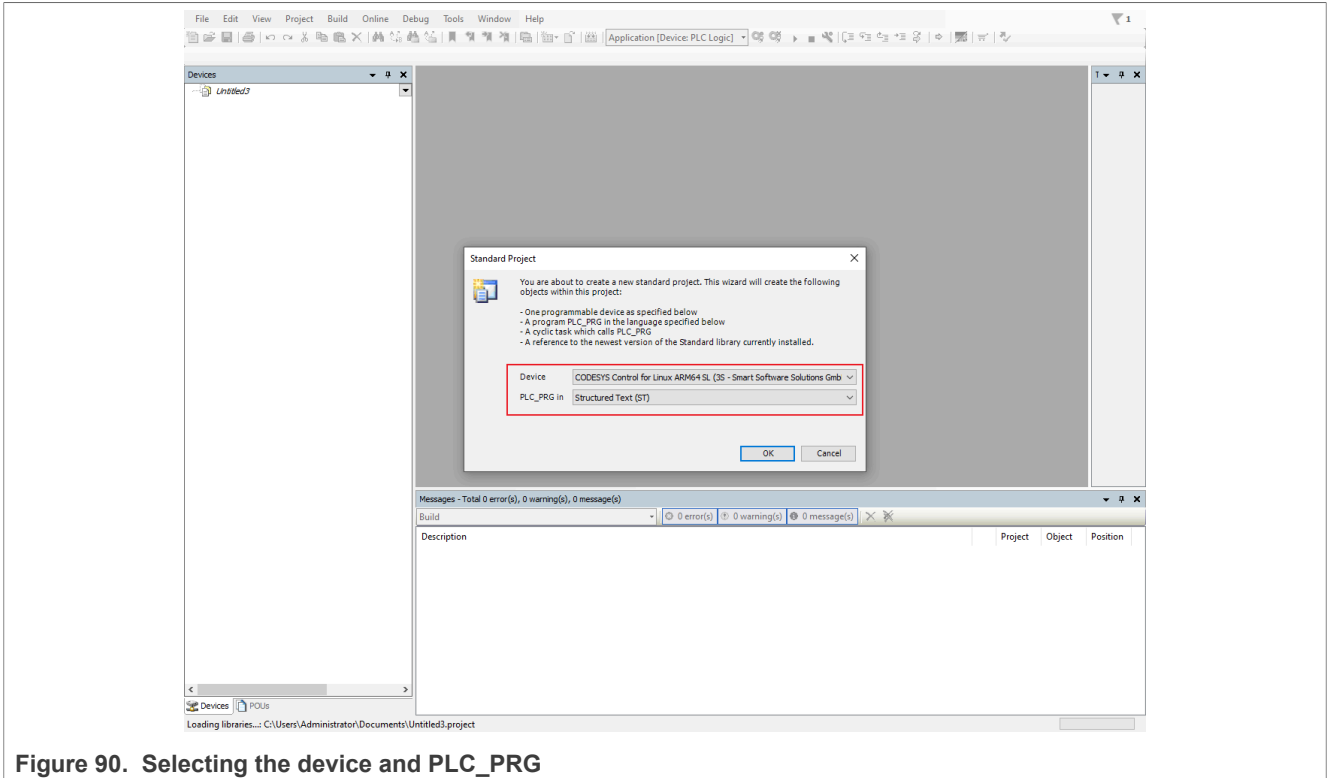 File Edit View Project Build Online Debug Tools Window Help
1
Application [Device: PLC Logic]
Devices
Untitled3
Standard Project
You are about to create a new standard project. This wizard will create the following
objects within this project:
- One programmable device as specified below
- A program PLC_PRG in the language specified below
- A cyclic task which calls PLC_PRG
- A reference to the newest version of the Standard library currently installed.
Device CODESYS Control for Linux ARM64 SL (3S - Smart Software Solutions Gmb
PLC_PRG in Structured Text (ST)
OK Cancel
Messages - Total 0 error(s), 0 warning(s), 0 message(s)
Build 0 error(s) 0 warning(s) 0 message(s)
Description Project Object Position
Devices POUs
Loading libraries...: C:\Users\Administrator\Documents\Untitled3.project
Figure 90. Selecting the device and PLC_PRG